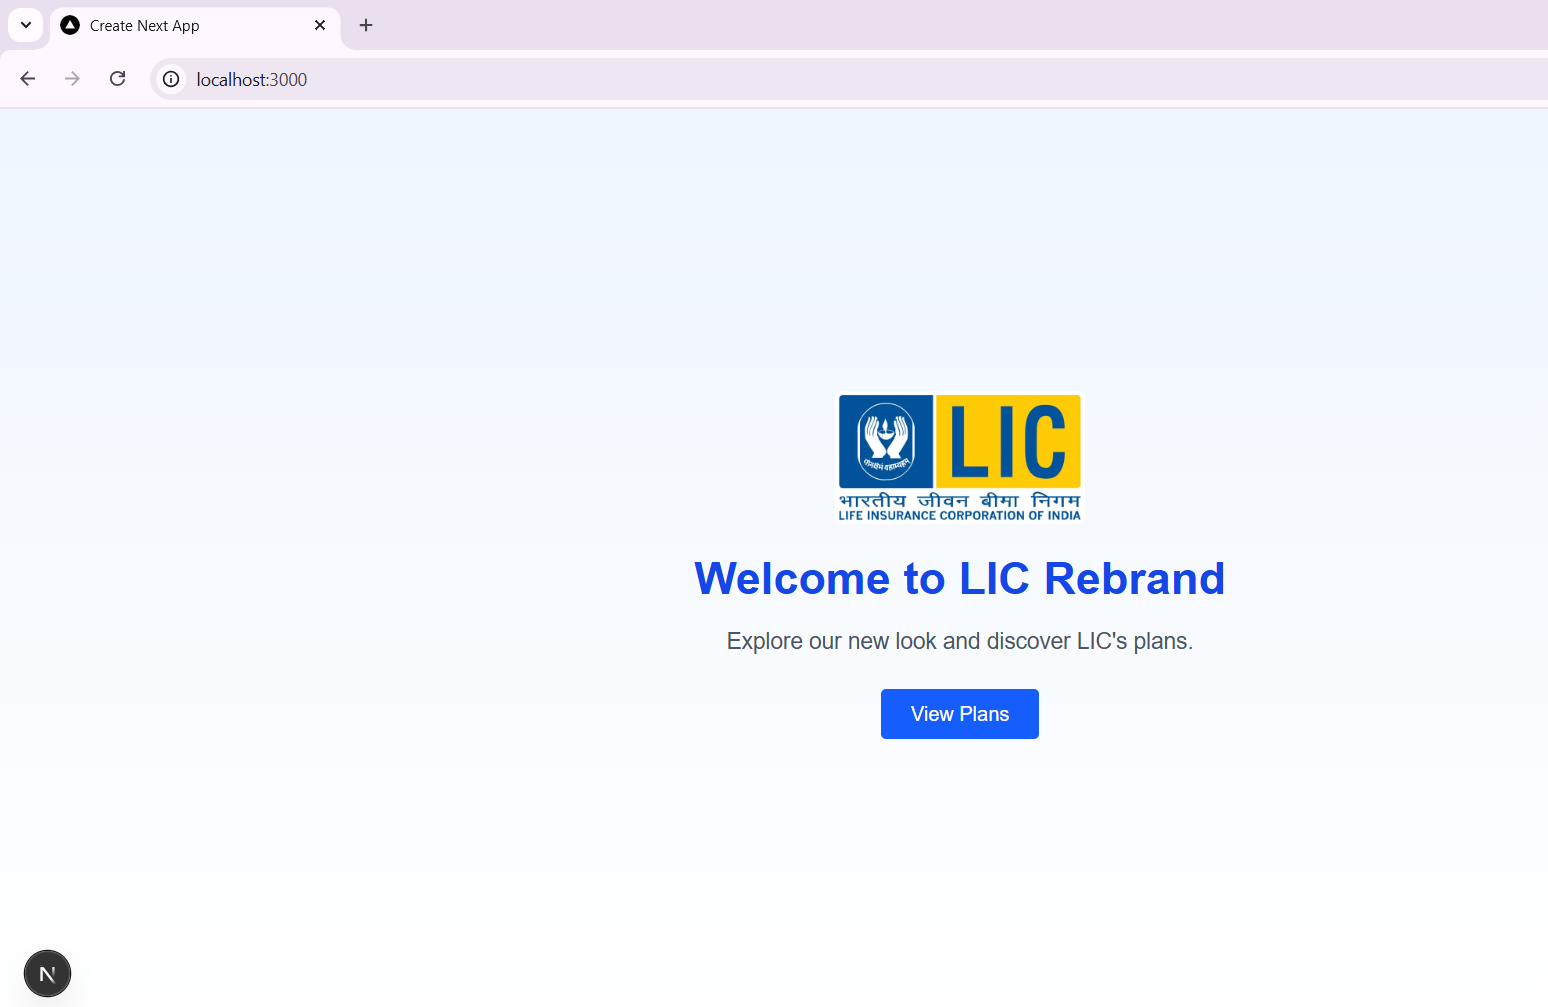 Create Next App
localhost:3000
LIC
भारतीय जीवन बीमा निगम
LIFE INSURANCE CORPORATION OF INDIA
Welcome to LIC Rebrand
Explore our new look and discover LIC's plans.
View Plans
N